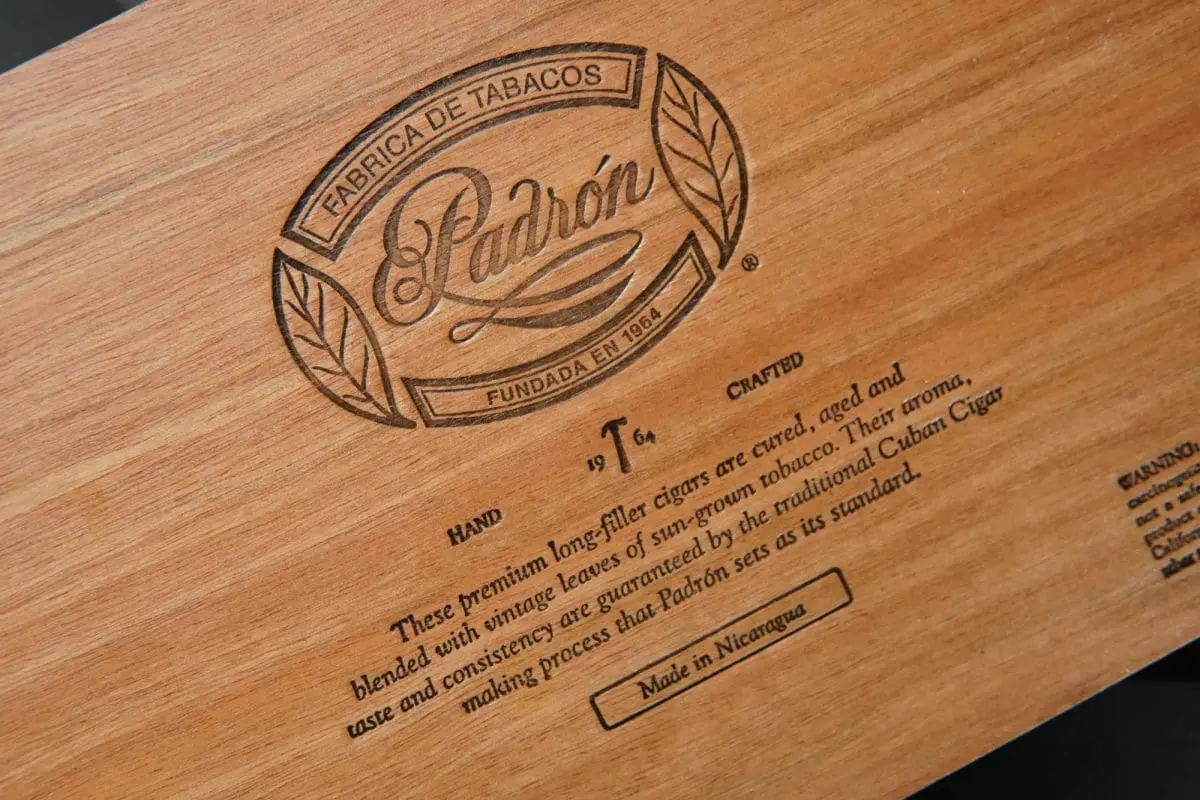 FABRICA DE TABACOS
Padrón
FUNDADA EN 1964
®
HAND 19 T 64 CRAFTED
These premium long-filler cigars are cured, aged and
blended with vintage leaves of sun-grown tobacco. Their aroma,
taste and consistency are guaranteed by the traditional Cuban Cigar
making process that Padrón sets as its standard.
Made in Nicaragua
WARNING:
not a
product